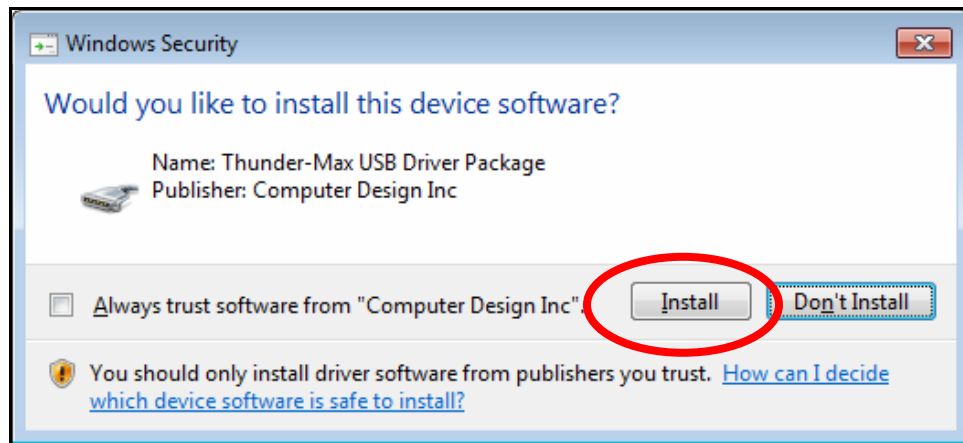 Windows Security
Would you like to install this device software?
Name: Thunder-Max USB Driver Package
Publisher: Computer Design Inc
Always trust software from "Computer Design Inc".
Install
Don't Install
You should only install driver software from publishers you trust. How can I decide
which device software is safe to install?